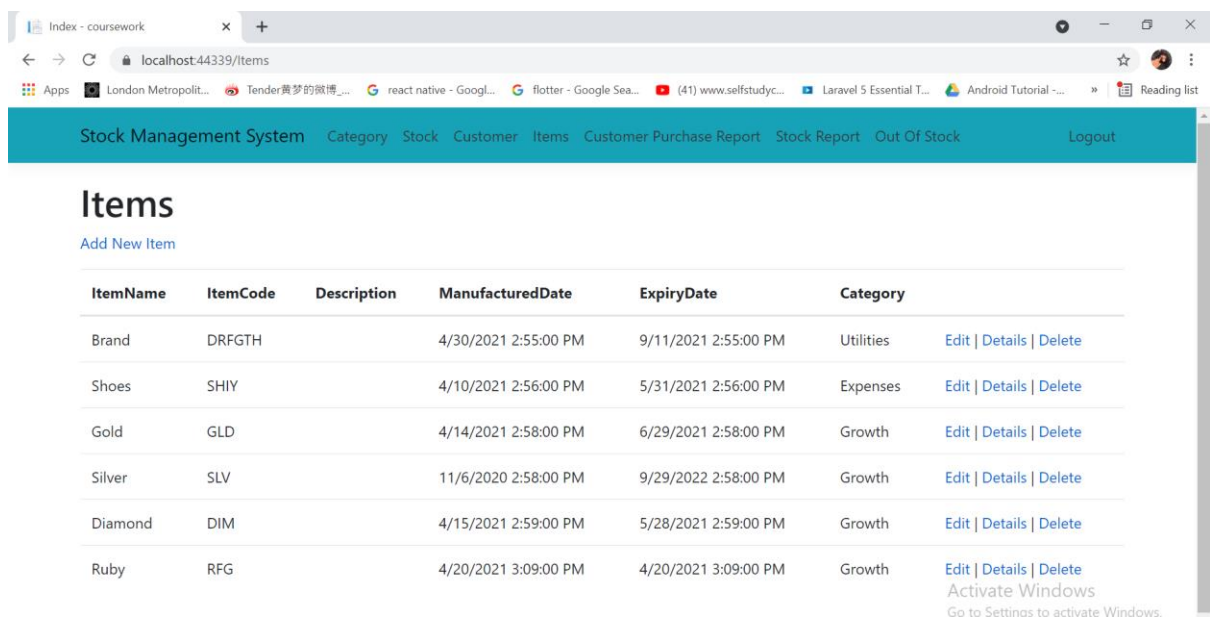 Index - coursework
localhost:44339/Items
Apps London Metropolit... Tender黄梦的微博_... react native - Googl... flotter - Google Sea... (41) www.selfstudyc... Laravel 5 Essential T... Android Tutorial -... » Reading list
Stock Management System Category Stock Customer Items Customer Purchase Report Stock Report Out Of Stock Logout
Items
Add New Item
ItemName ItemCode Description ManufacturedDate ExpiryDate Category
Brand DRFGTH 4/30/2021 2:55:00 PM 9/11/2021 2:55:00 PM Utilities Edit | Details | Delete
Shoes SHIY 4/10/2021 2:56:00 PM 5/31/2021 2:56:00 PM Expenses Edit | Details | Delete
Gold GLD 4/14/2021 2:58:00 PM 6/29/2021 2:58:00 PM Growth Edit | Details | Delete
Silver SLV 11/6/2020 2:58:00 PM 9/29/2022 2:58:00 PM Growth Edit | Details | Delete
Diamond DIM 4/15/2021 2:59:00 PM 5/28/2021 2:59:00 PM Growth Edit | Details | Delete
Ruby RFG 4/20/2021 3:09:00 PM 4/20/2021 3:09:00 PM Growth Edit | Details | Delete
Activate Windows
Go to Settings to activate Windows.